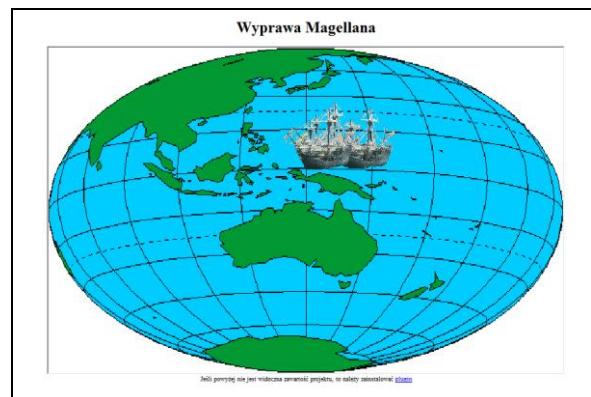 Wyprawa Magellana
Jeśli powyżej nie jest widoczna zawartość projektu, to należy zainstalować plugin